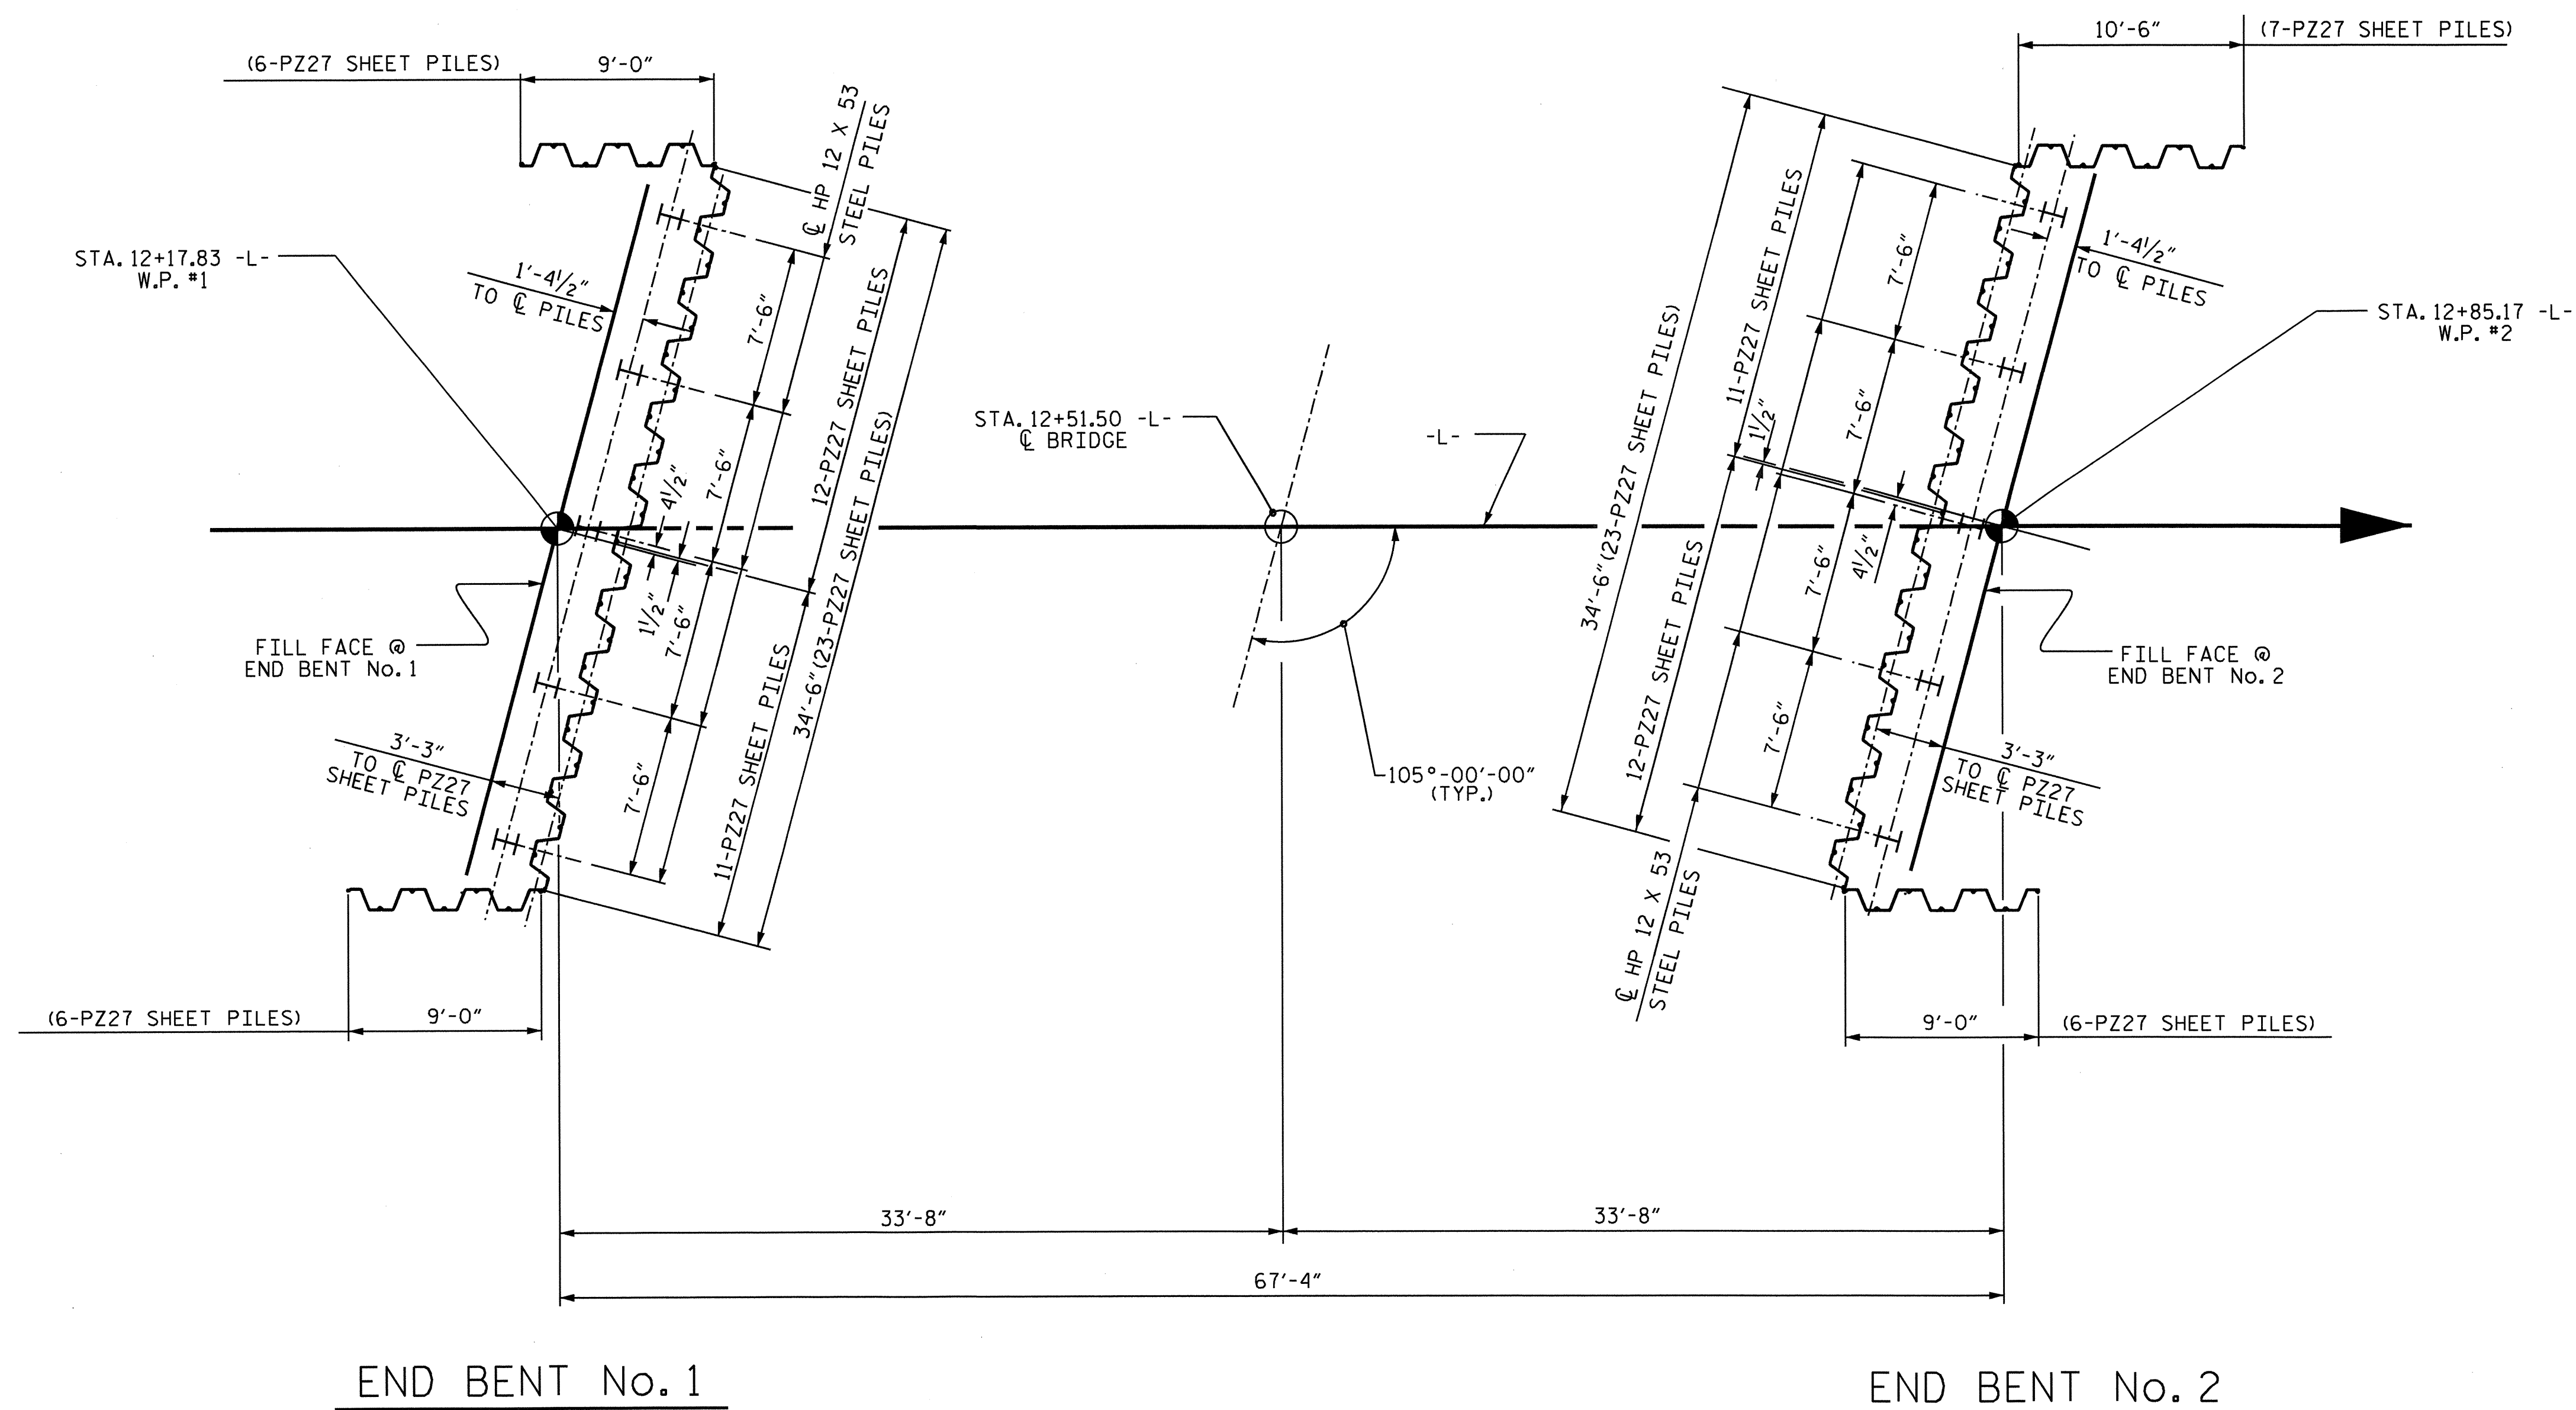 (6-PZ27 SHEET PILES)
9'-0"
10'-6"
(7-PZ27 SHEET PILES)
℄ HP 12 X 53
STEEL PILES
STA. 12+17.83 -L-
W.P. #1
1'-4½"
TO ℄ PILES
7'-6"
7'-6"
4½"
1½"
7'-6"
7'-6"
12-PZ27 SHEET PILES
11-PZ27 SHEET PILES
34'-6" (23-PZ27 SHEET PILES)
FILL FACE @
END BENT No. 1
3'-3"
TO ℄ PZ27
SHEET PILES
(6-PZ27 SHEET PILES)
9'-0"
STA. 12+51.50 -L-
℄ BRIDGE
-L-
105°-00'-00"
(TYP.)
34'-6" (23-PZ27 SHEET PILES)
11-PZ27 SHEET PILES
12-PZ27 SHEET PILES
1½"
7'-6"
7'-6"
4½"
7'-6"
7'-6"
1'-4½"
TO ℄ PILES
STA. 12+85.17 -L-
W.P. #2
FILL FACE @
END BENT No. 2
3'-3"
TO ℄ PZ27
SHEET PILES
℄ HP 12 X 53
STEEL PILES
9'-0"
(6-PZ27 SHEET PILES)
33'-8"
33'-8"
67'-4"
END BENT No. 1
END BENT No. 2